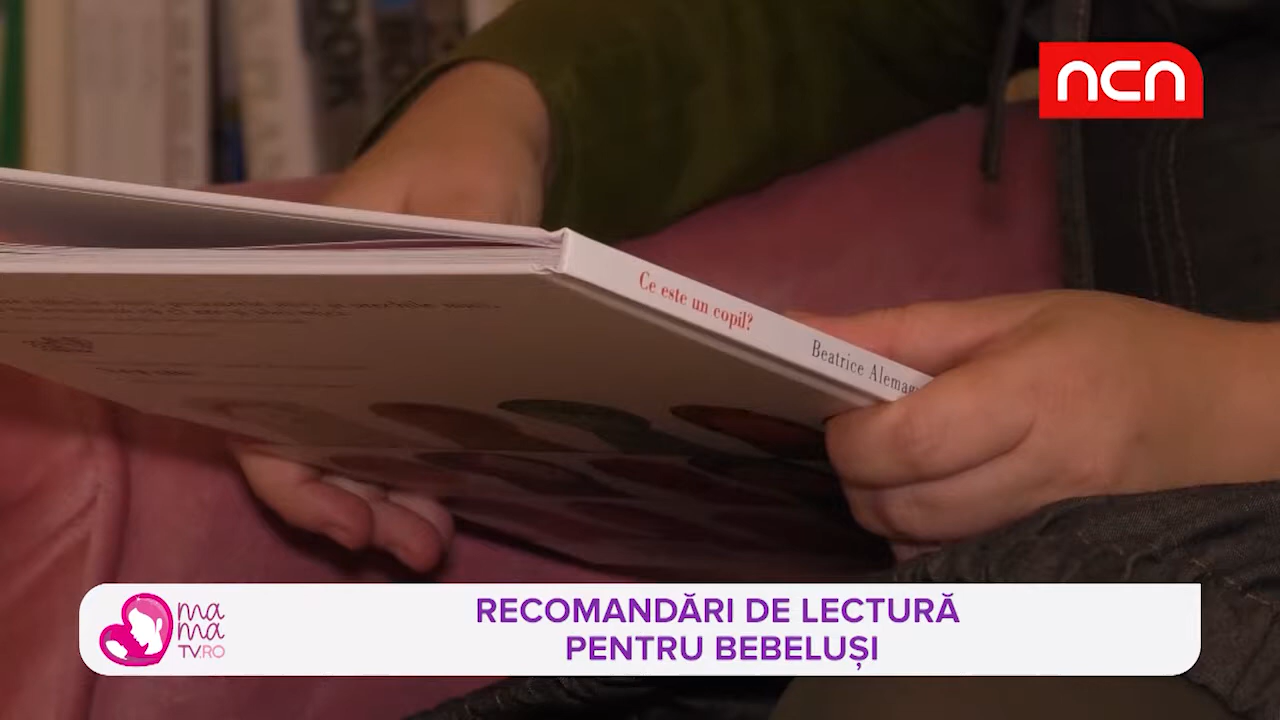 ncn
Ce este un copil?
Beatrice Alemag
ma
ma
TV.RO
RECOMANDĂRI DE LECTURĂ
PENTRU BEBELUȘI